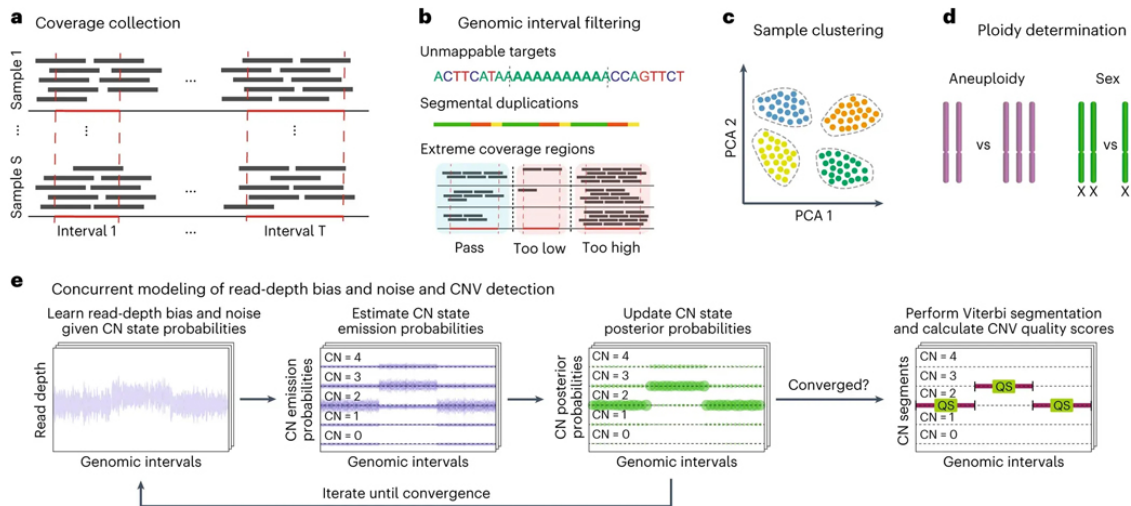 a Coverage collection
Sample 1
...
...
Sample S
...
...
...
Interval 1
...
Interval T
b Genomic interval filtering
Unmappable targets
ACTTCATAAAAAAAAAAAACCAGTTCT
Segmental duplications
Extreme coverage regions
Pass
Too low
Too high
c Sample clustering
PCA 2
PCA 1
d Ploidy determination
Aneuploidy
vs
Sex
vs
X X
X
e Concurrent modeling of read-depth bias and noise and CNV detection
Learn read-depth bias and noise
given CN state probabilities
Read depth
Genomic intervals
Estimate CN state
emission probabilities
CN emission
probabilities
CN = 4
CN = 3
CN = 2
CN = 1
CN = 0
Genomic intervals
Update CN state
posterior probabilities
CN posterior
probabilities
CN = 4
CN = 3
CN = 2
CN = 1
CN = 0
Genomic intervals
Converged?
Perform Viterbi segmentation
and calculate CNV quality scores
CN segments
CN = 4
CN = 3
CN = 2
CN = 1
CN = 0
QS
QS
QS
Genomic intervals
Iterate until convergence